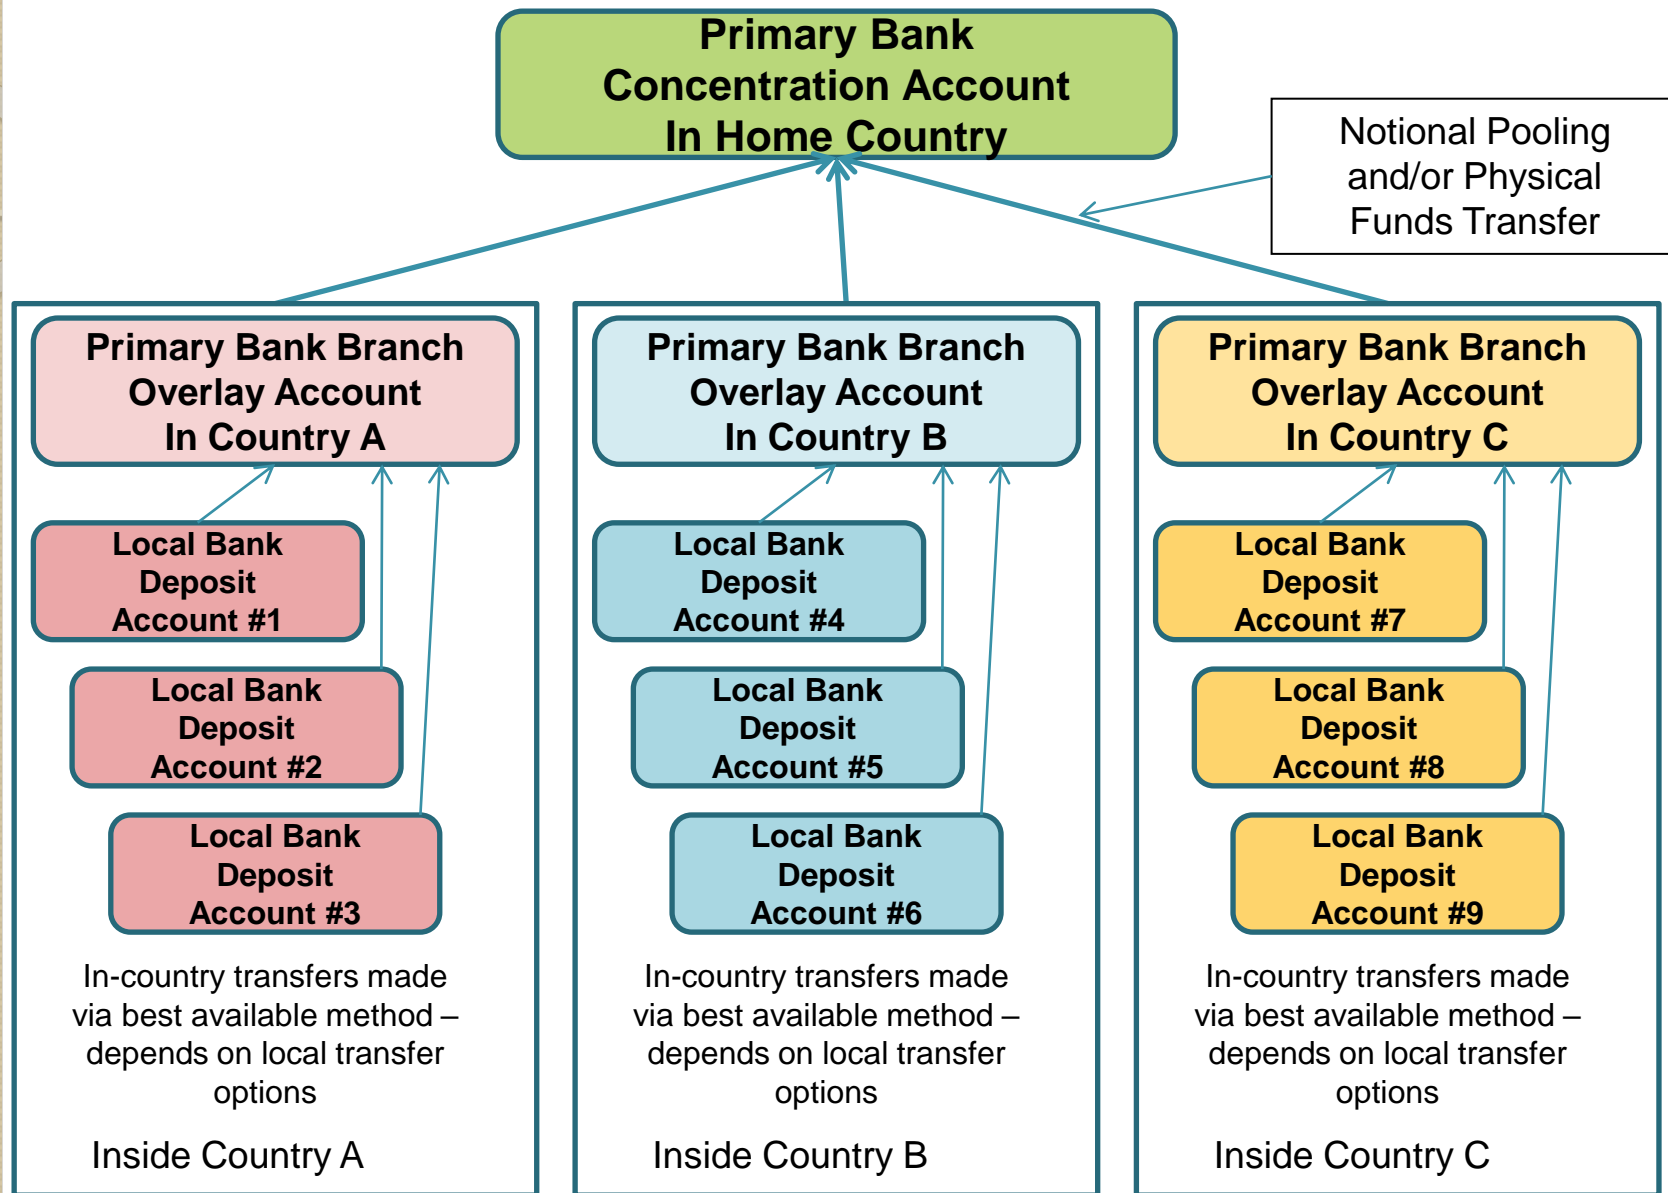 Primary Bank
Concentration Account
In Home Country
Notional Pooling
and/or Physical
Funds Transfer
Primary Bank Branch
Overlay Account
In Country A
Local Bank
Deposit
Account #1
Local Bank
Deposit
Account #2
Local Bank
Deposit
Account #3
In-country transfers made
via best available method –
depends on local transfer
options
Inside Country A
Primary Bank Branch
Overlay Account
In Country B
Local Bank
Deposit
Account #4
Local Bank
Deposit
Account #5
Local Bank
Deposit
Account #6
In-country transfers made
via best available method –
depends on local transfer
options
Inside Country B
Primary Bank Branch
Overlay Account
In Country C
Local Bank
Deposit
Account #7
Local Bank
Deposit
Account #8
Local Bank
Deposit
Account #9
In-country transfers made
via best available method –
depends on local transfer
options
Inside Country C